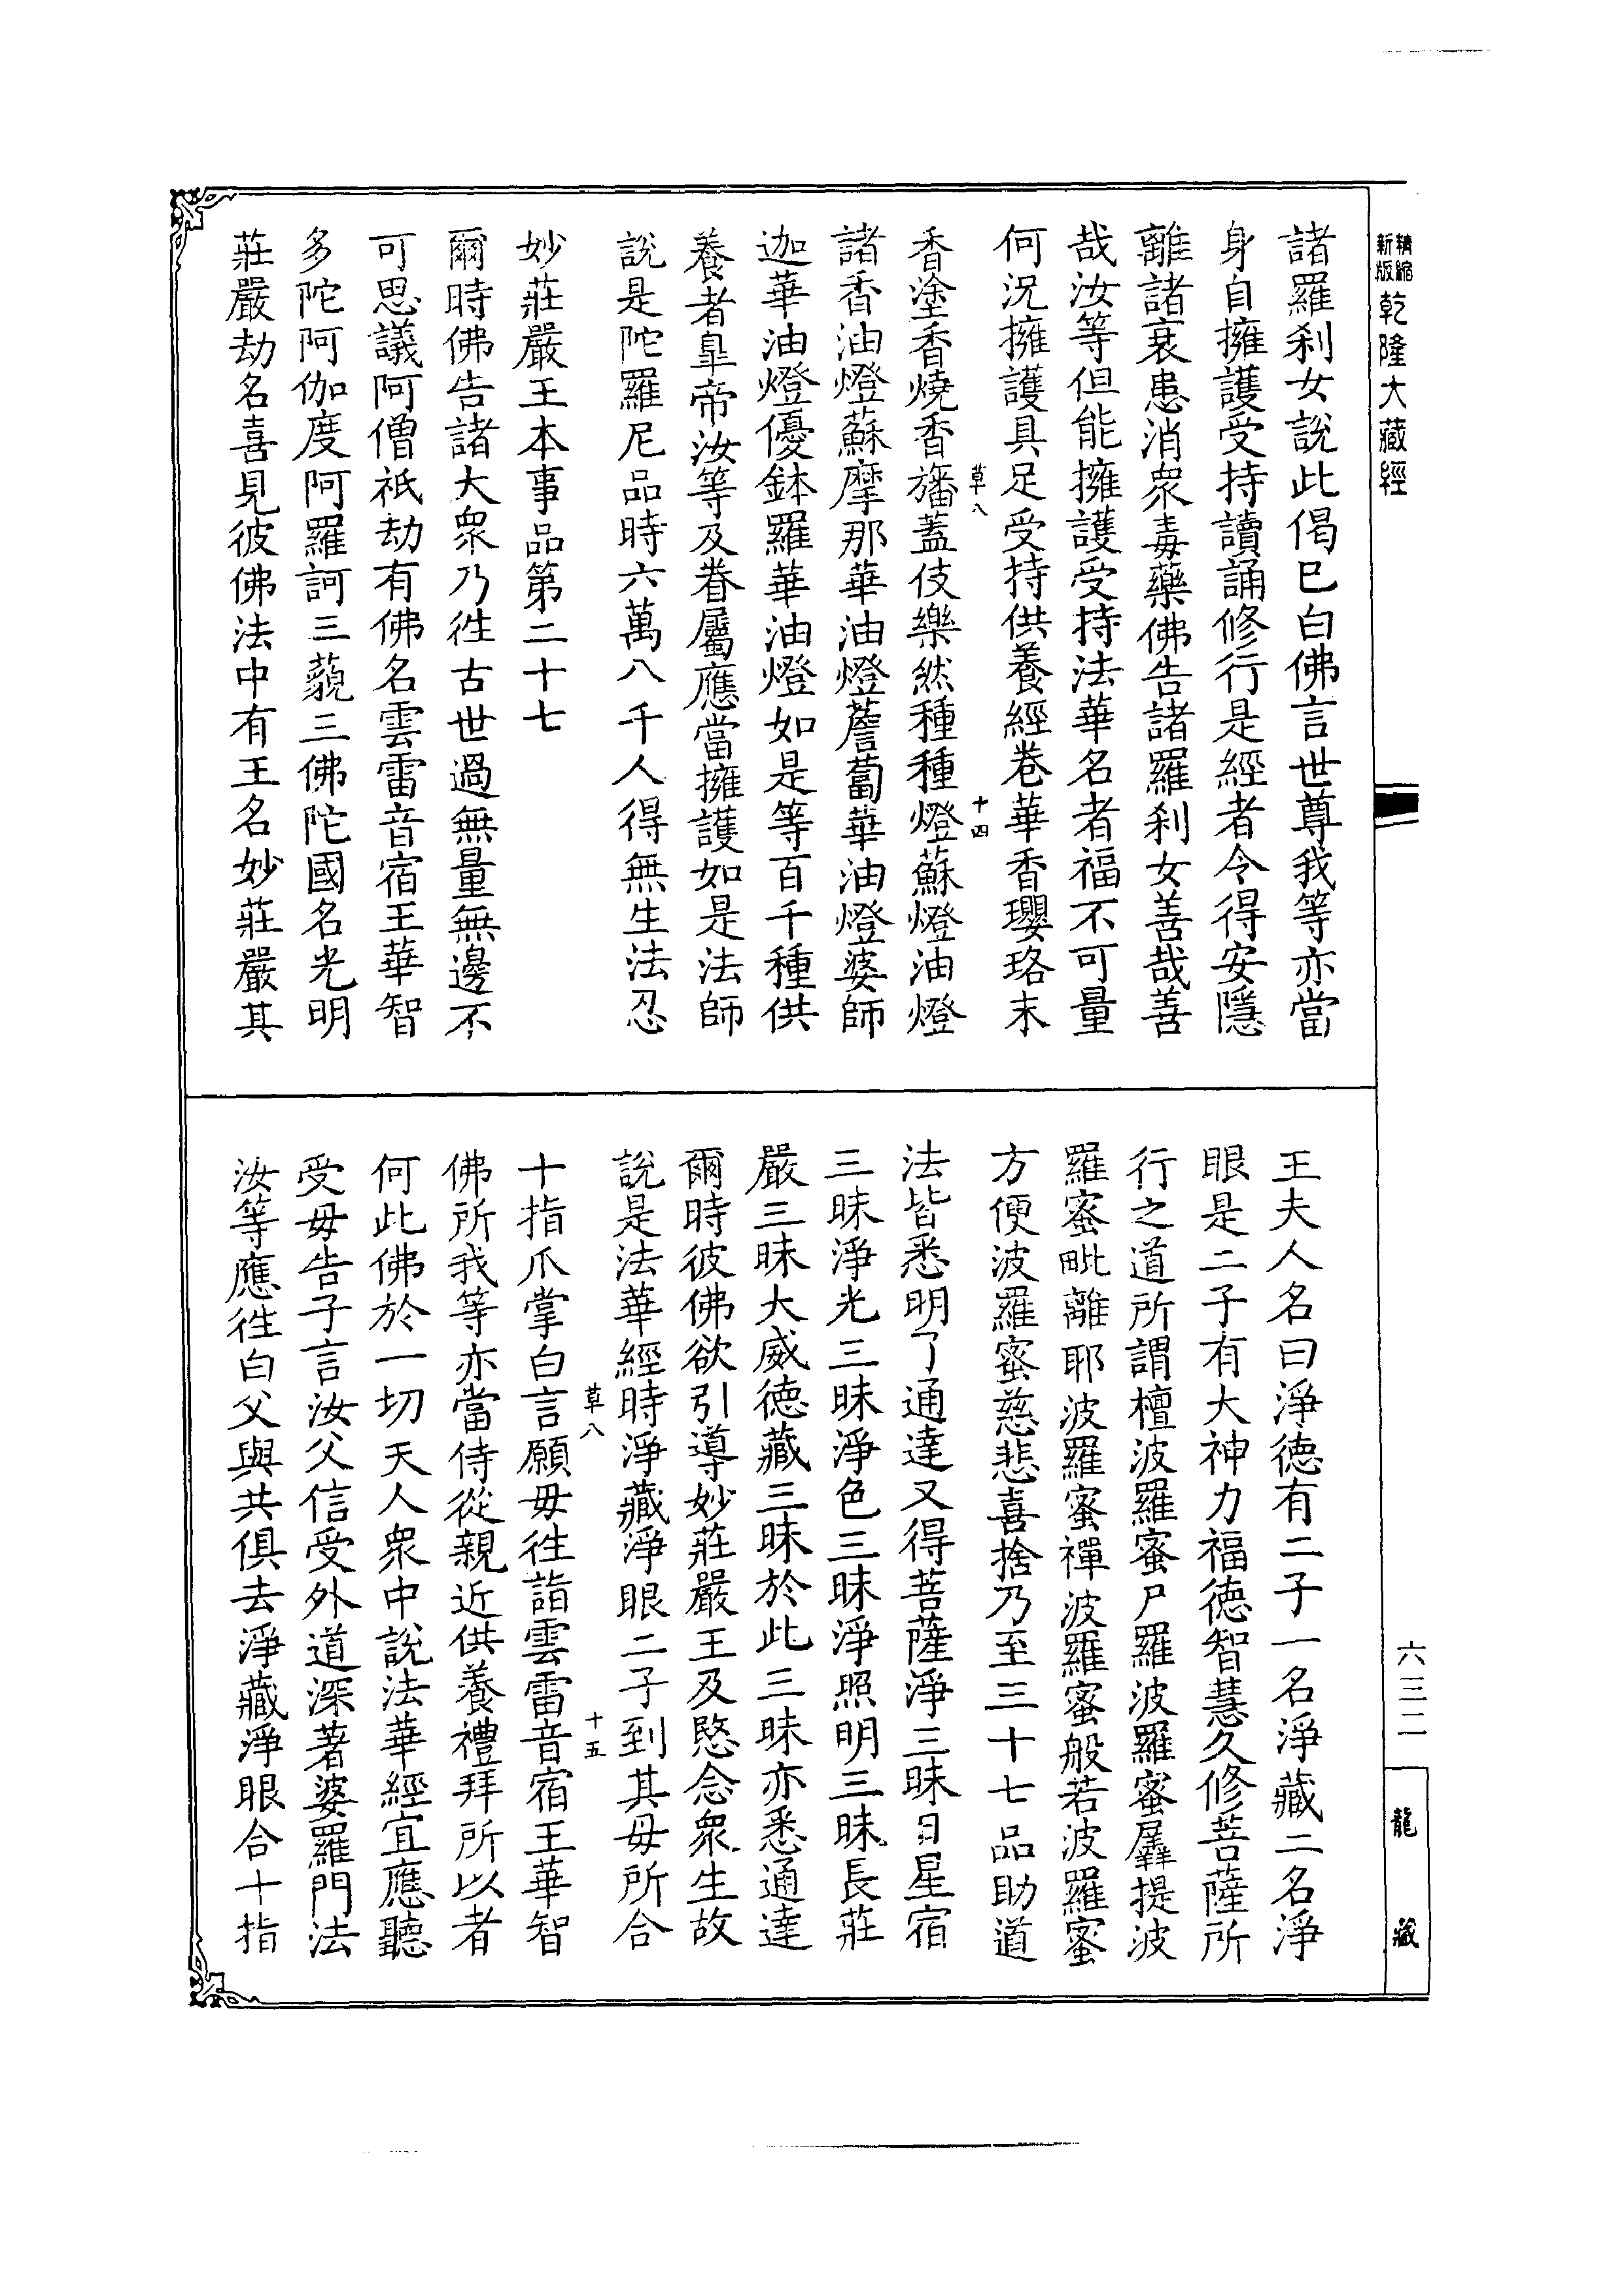 精縮
新版
乾隆大藏經
諸羅刹女說此偈巳白佛言世尊我等亦當
身自擁護受持讀誦修行是經者令得安隱
離諸衰患消衆毒藥佛告諸羅刹女善哉善
哉汝等但能擁護受持法華名者福不可量
何況擁護具足受持供養經卷華香瓔珞末
草八
十四
香塗香燒香旛蓋伎樂然種種燈蘇燈油燈
諸香油燈蘇摩那華油燈薝蔔華油燈婆師
迦華油燈優鉢羅華油燈如是等百千種供
養者臯帝汝等及眷屬應當擁護如是法師
說是陀羅尼品時六萬八千人得無生法忍
妙莊嚴王本事品第二十七
爾時佛告諸大衆乃徃古世過無量無邊不
可思議阿僧祇劫有佛名雲雷音宿王華智
多陀阿伽度阿羅訶三藐三佛陀國名光明
莊嚴劫名喜見彼佛法中有王名妙莊嚴其
王夫人名曰淨德有二子一名淨藏二名淨
眼是二子有大神力福德智慧久修菩薩所
行之道所謂檀波羅蜜尸羅波羅蜜羼提波
羅蜜毗離耶波羅蜜禪波羅蜜般若波羅蜜
方便波羅蜜慈悲喜捨乃至三十七品助道
法皆悉明了通達又得菩薩淨三昧日星宿
三昧淨光三昧淨色三昧淨照明三昧長莊
嚴三昧大威德藏三昧於此三昧亦悉通達
爾時彼佛欲引導妙莊嚴王及愍念衆生故
說是法華經時淨藏淨眼二子到其母所合
草八
十五
十指爪掌白言願母徃詣雲雷音宿王華智
佛所我等亦當侍從親近供養禮拜所以者
何此佛於一切天人衆中說法華經宜應聽
受母告子言汝父信受外道深著婆羅門法
汝等應徃白父與共俱去淨藏淨眼合十指
六三二
龍藏